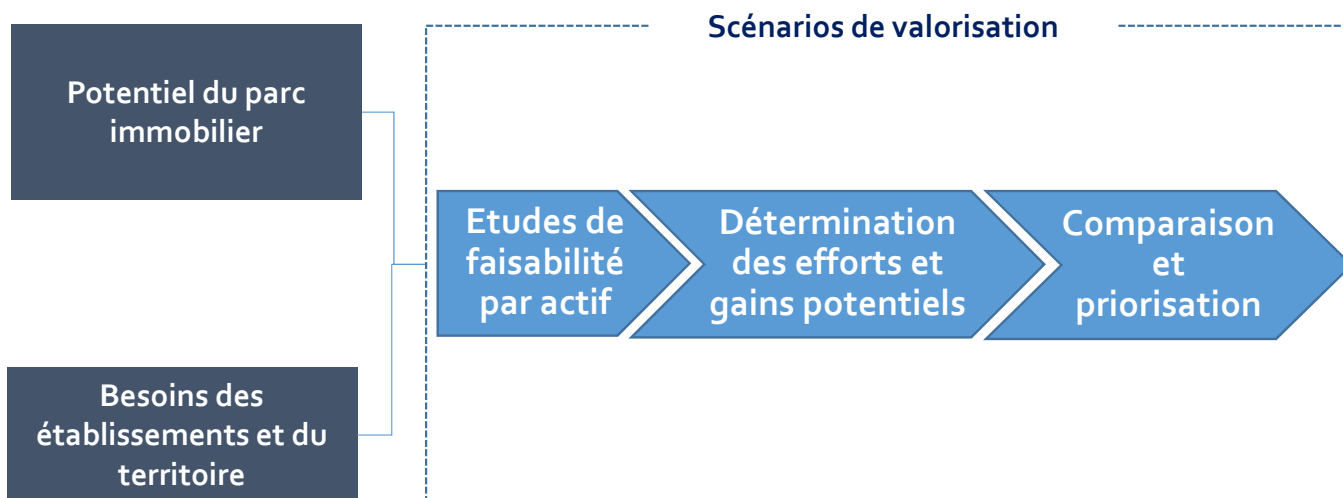 Scénarios de valorisation
Potentiel du parc
immobilier
Besoins des
établissements et du
territoire
Etudes de
faisabilité
par actif
Détermination
des efforts et
gains potentiels
Comparaison
et
priorisation